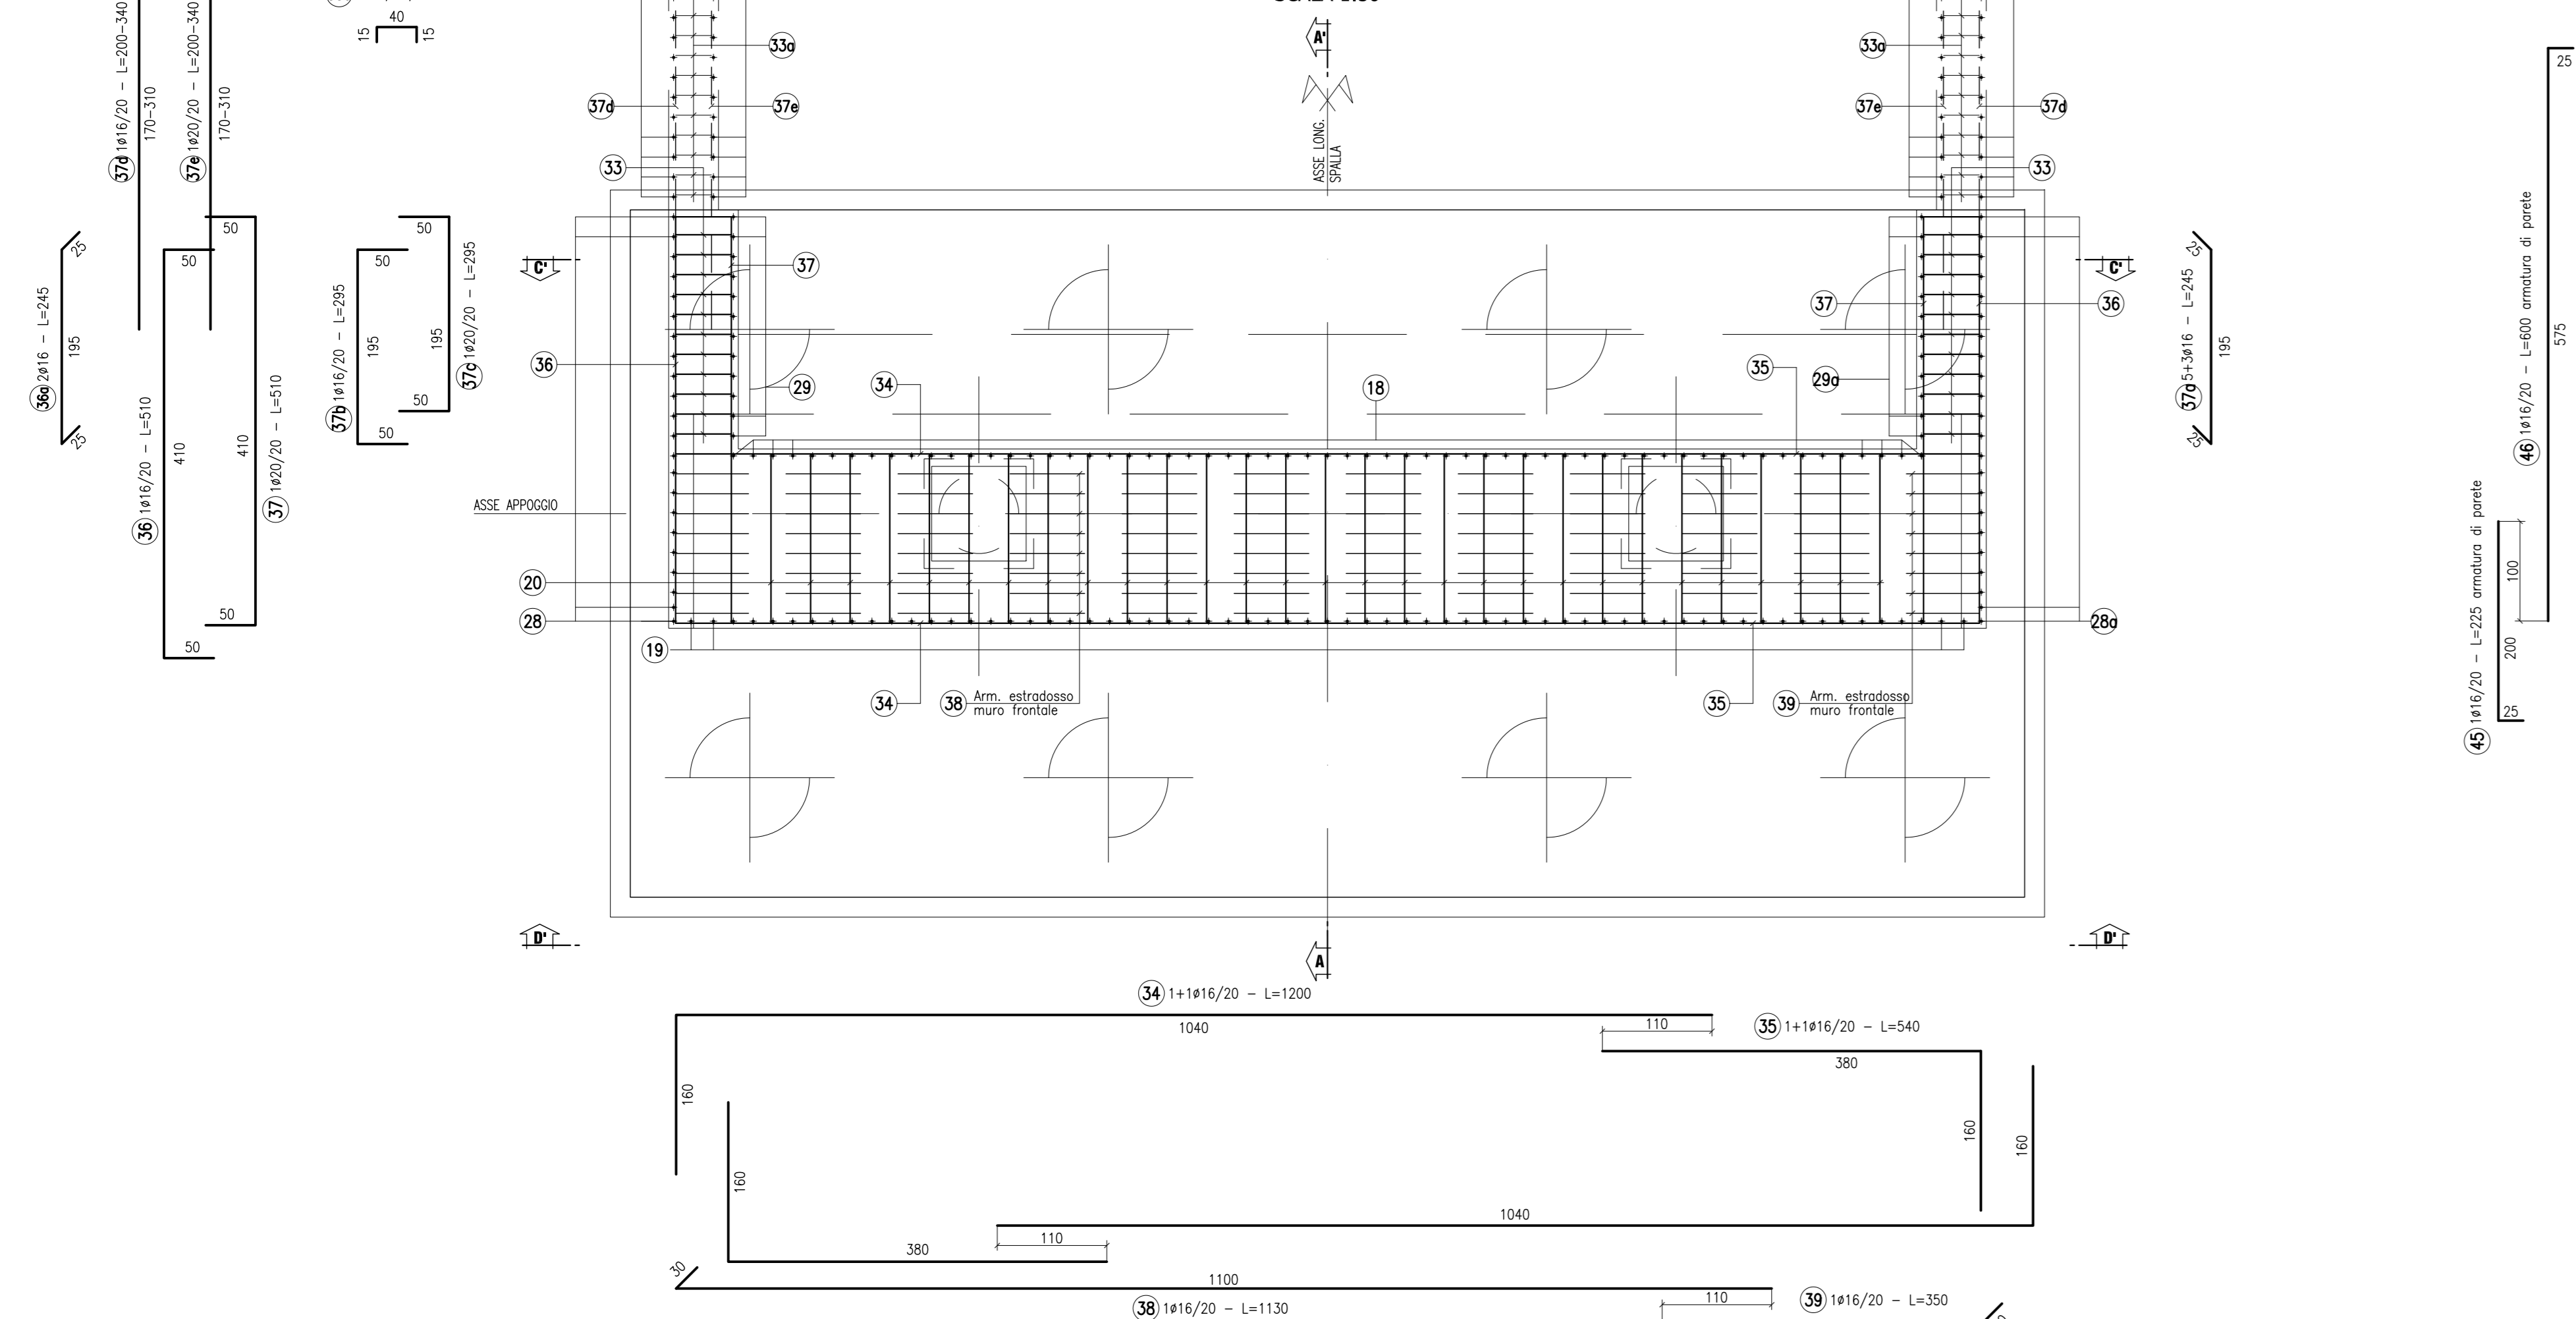 40
15
15
37d 1ø16/20 - L=200-340
170-310
37e 1ø20/20 - L=200-340
170-310
A'
ASSE LONG.
SPALLA
33a
33a
37d
37e
37e
37d
33
33
25
195
25
36a 2ø16 - L=245
50
410
50
36 1ø16/20 - L=510
50
410
50
37 1ø20/20 - L=510
50
195
50
37b 1ø16/20 - L=295
50
195
50
37c 1ø20/20 - L=295
C'
C'
37
37
36
36
29
29a
34
35
18
ASSE APPOGGIO
20
28
28a
19
34
38 Arm. estradosso
muro frontale
35
39 Arm. estradosso
muro frontale
25
195
25
37a 5+3ø16 - L=245
25
575
46 1ø16/20 - L=600 armatura di parete
100
200
25
45 1ø16/20 - L=225 armatura di parete
D'
D'
A
34 1+1ø16/20 - L=1200
1040
110
35 1+1ø16/20 - L=540
380
160
160
160
160
1040
380
110
30
1100
38 1ø16/20 - L=1130
110
39 1ø16/20 - L=350